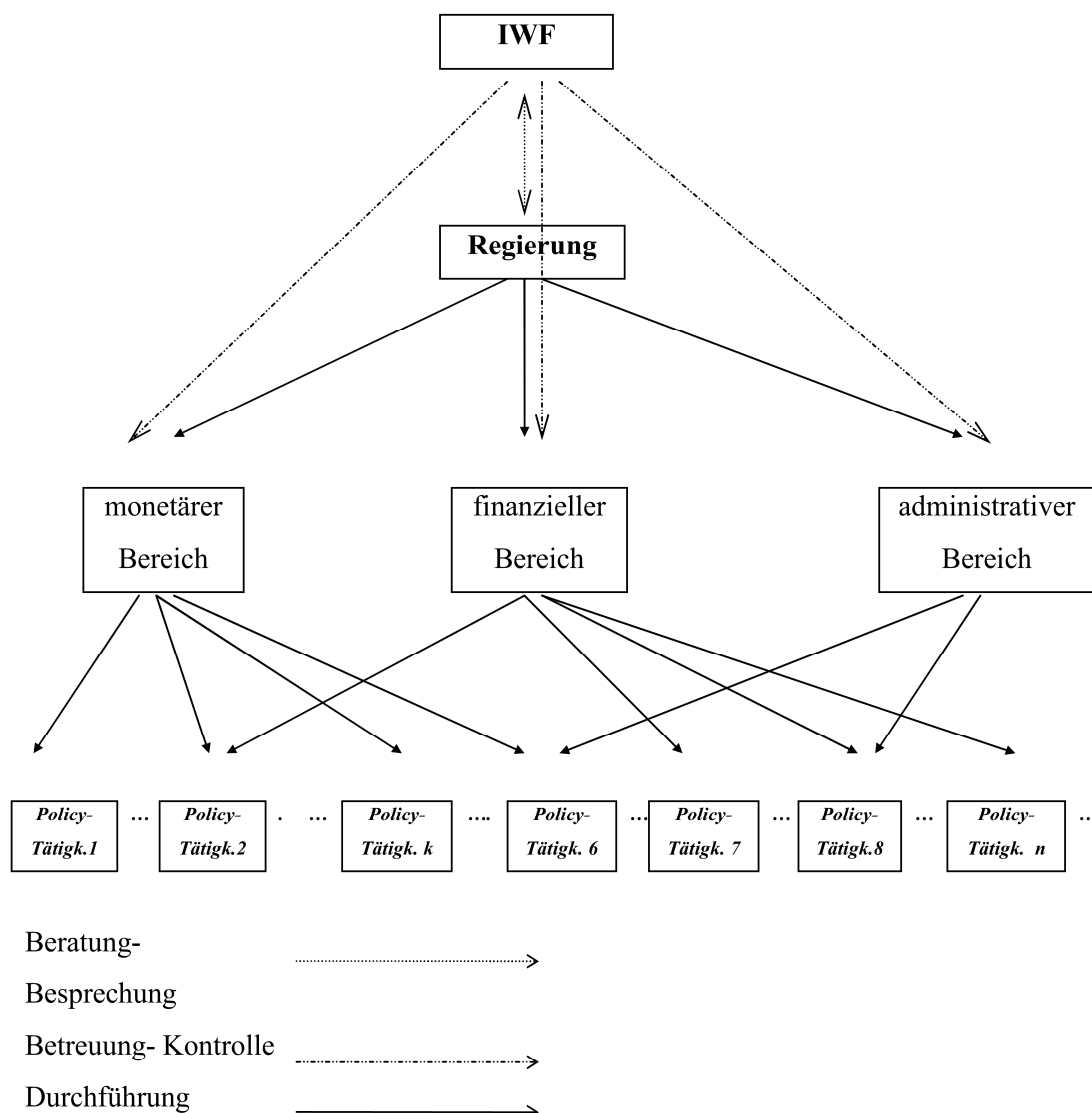 IWF
Regierung
monetärer
Bereich
finanzieller
Bereich
administrativer
Bereich
Policy-
Tätigk.1
...
Policy-
Tätigk.2
. ...
Policy-
Tätigk. k
....
Policy-
Tätigk. 6
...
Policy-
Tätigk. 7
...
Policy-
Tätigk.8
...
Policy-
Tätigk. n
..
Beratung-
Besprechung
Betreuung- Kontrolle
Durchführung